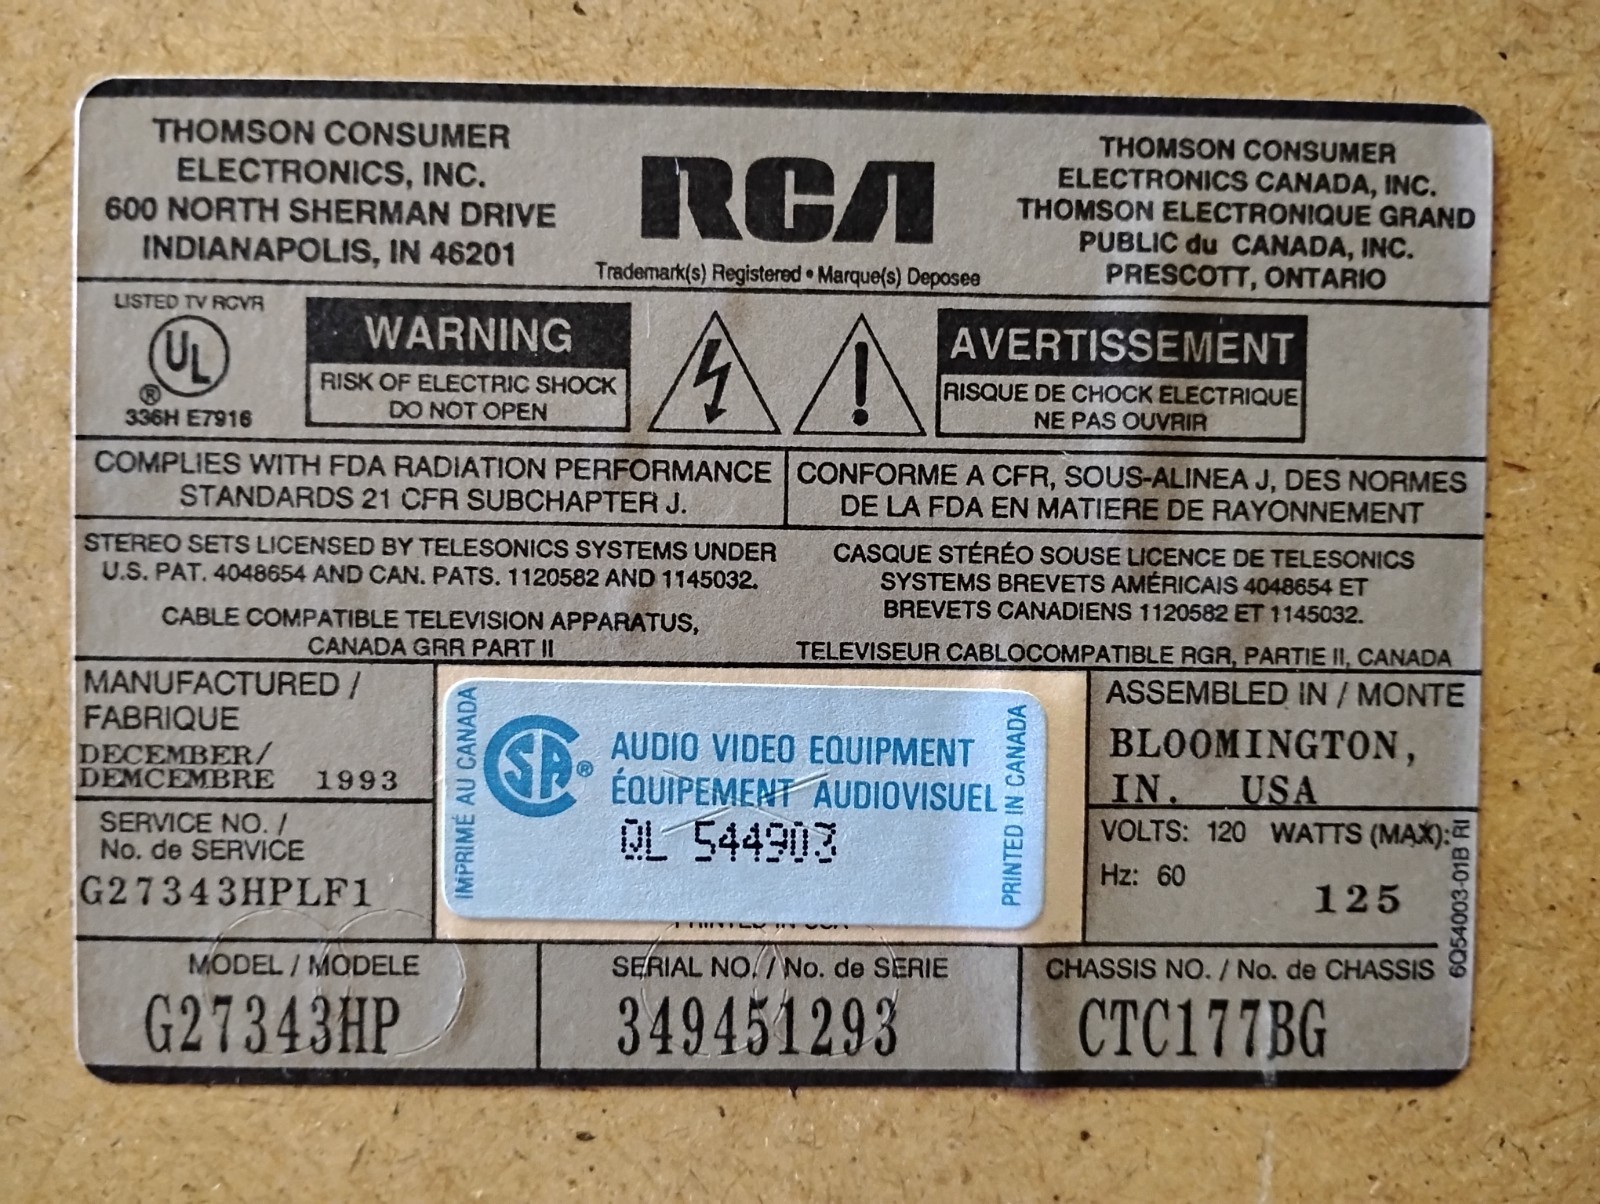 THOMSON CONSUMER
ELECTRONICS, INC.
600 NORTH SHERMAN DRIVE
INDIANAPOLIS, IN 46201
RCA
Trademark(s) Registered • Marque(s) Deposee
THOMSON CONSUMER
ELECTRONICS CANADA, INC.
THOMSON ELECTRONIQUE GRAND
PUBLIC du CANADA, INC.
PRESCOTT, ONTARIO
LISTED TV RCVR
UL
®
336H E7916
WARNING
RISK OF ELECTRIC SHOCK
DO NOT OPEN
!
AVERTISSEMENT
RISQUE DE CHOCK ELECTRIQUE
NE PAS OUVRIR
COMPLIES WITH FDA RADIATION PERFORMANCE
STANDARDS 21 CFR SUBCHAPTER J.
CONFORME A CFR, SOUS-ALINEA J, DES NORMES
DE LA FDA EN MATIERE DE RAYONNEMENT
STEREO SETS LICENSED BY TELESONICS SYSTEMS UNDER
U.S. PAT. 4048654 AND CAN. PATS. 1120582 AND 1145032.
CABLE COMPATIBLE TELEVISION APPARATUS,
CANADA GRR PART II
CASQUE STÉRÉO SOUSE LICENCE DE TELESONICS
SYSTEMS BREVETS AMÉRICAIS 4048654 ET
BREVETS CANADIENS 1120582 ET 1145032.
TELEVISEUR CABLOCOMPATIBLE RGR, PARTIE II, CANADA
MANUFACTURED /
FABRIQUE
DECEMBER/
DEMCEMBRE 1993
SERVICE NO. /
No. de SERVICE
G27343HPLF1
IMPRIMÉ AU CANADA
CSA®
AUDIO VIDEO EQUIPMENT
ÉQUIPEMENT AUDIOVISUEL
QL 544903
PRINTED IN CANADA
PRINTED IN USA
ASSEMBLED IN / MONTE
BLOOMINGTON,
IN. USA
VOLTS: 120 WATTS (MAX):
Hz: 60
125
6Q54003-01B RI
MODEL / MODELE
G27343HP
SERIAL NO. / No. de SERIE
349451293
CHASSIS NO. / No. de CHASSIS
CTC177BG